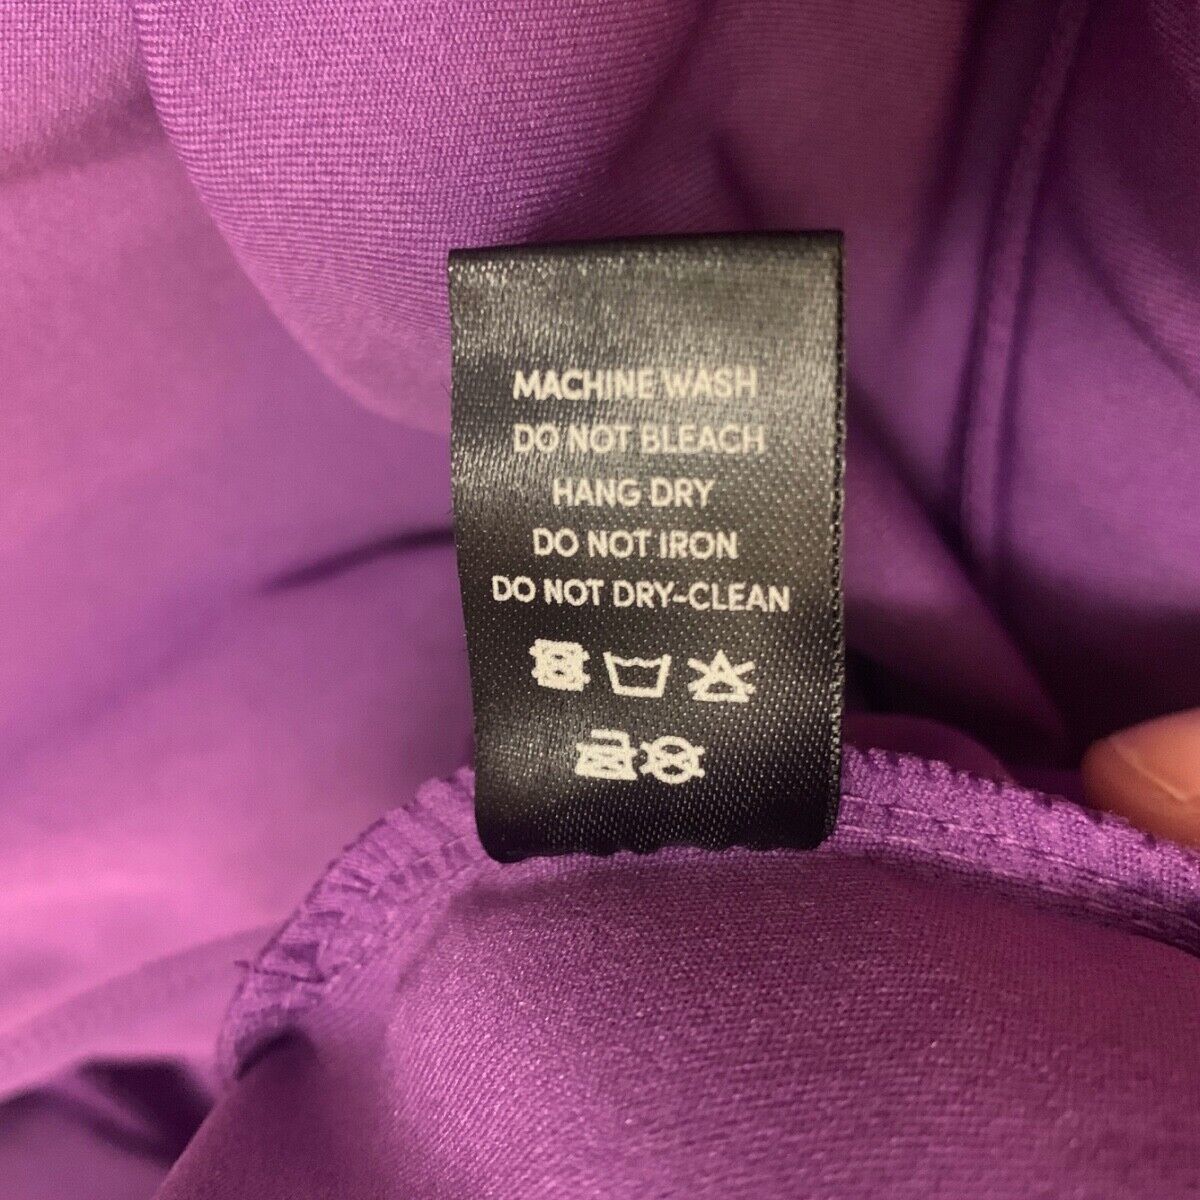 MACHINE WASH
DO NOT BLEACH
HANG DRY
DO NOT IRON
DO NOT DRY-CLEAN